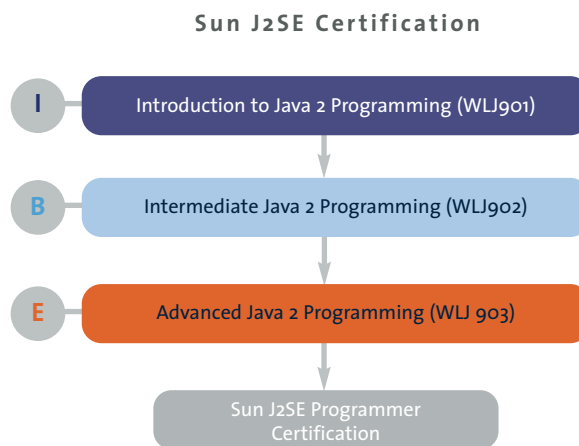 Sun J2SE Certification
I
Introduction to Java 2 Programming (WLJ901)
B
Intermediate Java 2 Programming (WLJ902)
E
Advanced Java 2 Programming (WLJ 903)
Sun J2SE Programmer
Certification